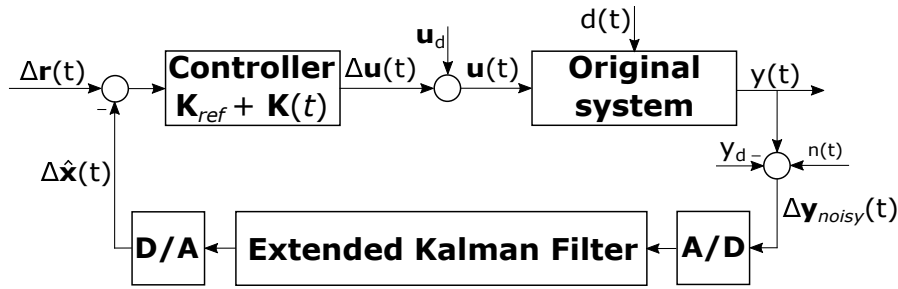 Δr(t)
-
Controller
K_ref + K(t)
Δu(t)
u_d
u(t)
d(t)
Original
system
y(t)
y_d -
n(t)
Δy_noisy(t)
A/D
Extended Kalman Filter
D/A
Δx̂(t)